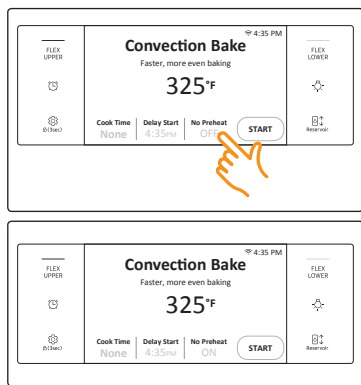 4:35 PM
FLEX
UPPER
Convection Bake
FLEX
LOWER
Faster, more even baking
325°F
Cook Time Delay Start No Preheat
None 4:35PM OFF
START
(3sec)
Reservoir
4:35 PM
FLEX
UPPER
Convection Bake
FLEX
LOWER
Faster, more even baking
325°F
Cook Time Delay Start No Preheat
None 4:35PM ON
START
(3sec)
Reservoir